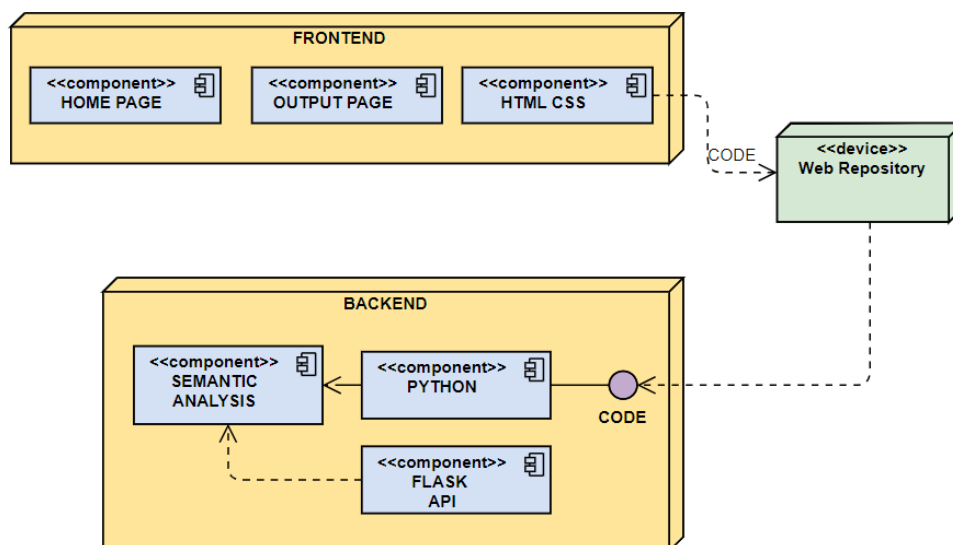 FRONTEND
<<component>>
HOME PAGE
<<component>>
OUTPUT PAGE
<<component>>
HTML CSS
CODE
<<device>>
Web Repository
BACKEND
<<component>>
SEMANTIC
ANALYSIS
<<component>>
PYTHON
CODE
<<component>>
FLASK
API